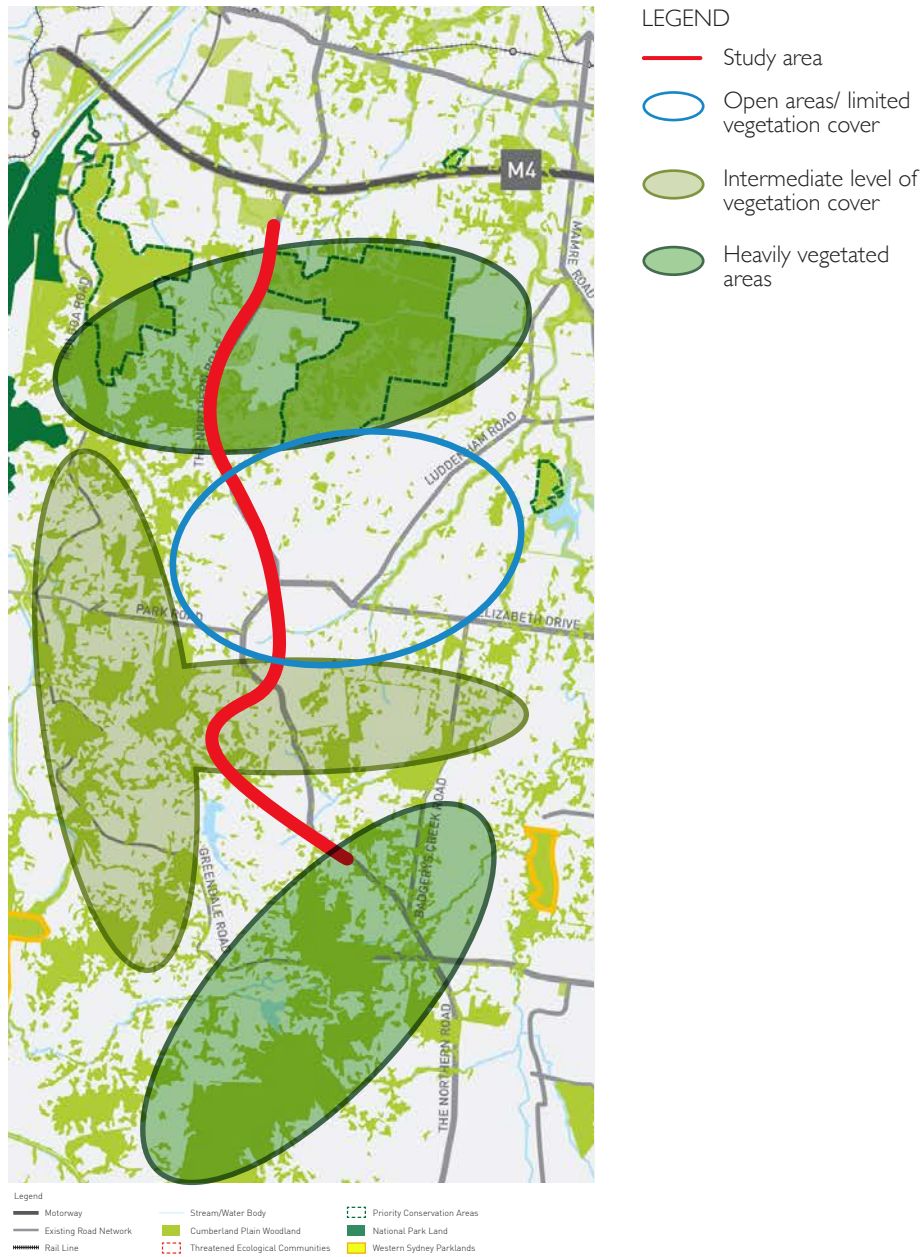 LEGEND
Study area
Open areas/ limited
vegetation cover
Intermediate level of
vegetation cover
Heavily vegetated
areas
M4
MAMRE ROAD
THE NORTHERN ROAD
LUDDENHAM ROAD
PARK ROAD
ELIZABETH DRIVE
BADGERYS CREEK ROAD
GREENDALE ROAD
THE NORTHERN ROAD
Legend
Motorway
Existing Road Network
Rail Line
Stream/Water Body
Cumberland Plain Woodland
Threatened Ecological Communities
Priority Conservation Areas
National Park Land
Western Sydney Parklands